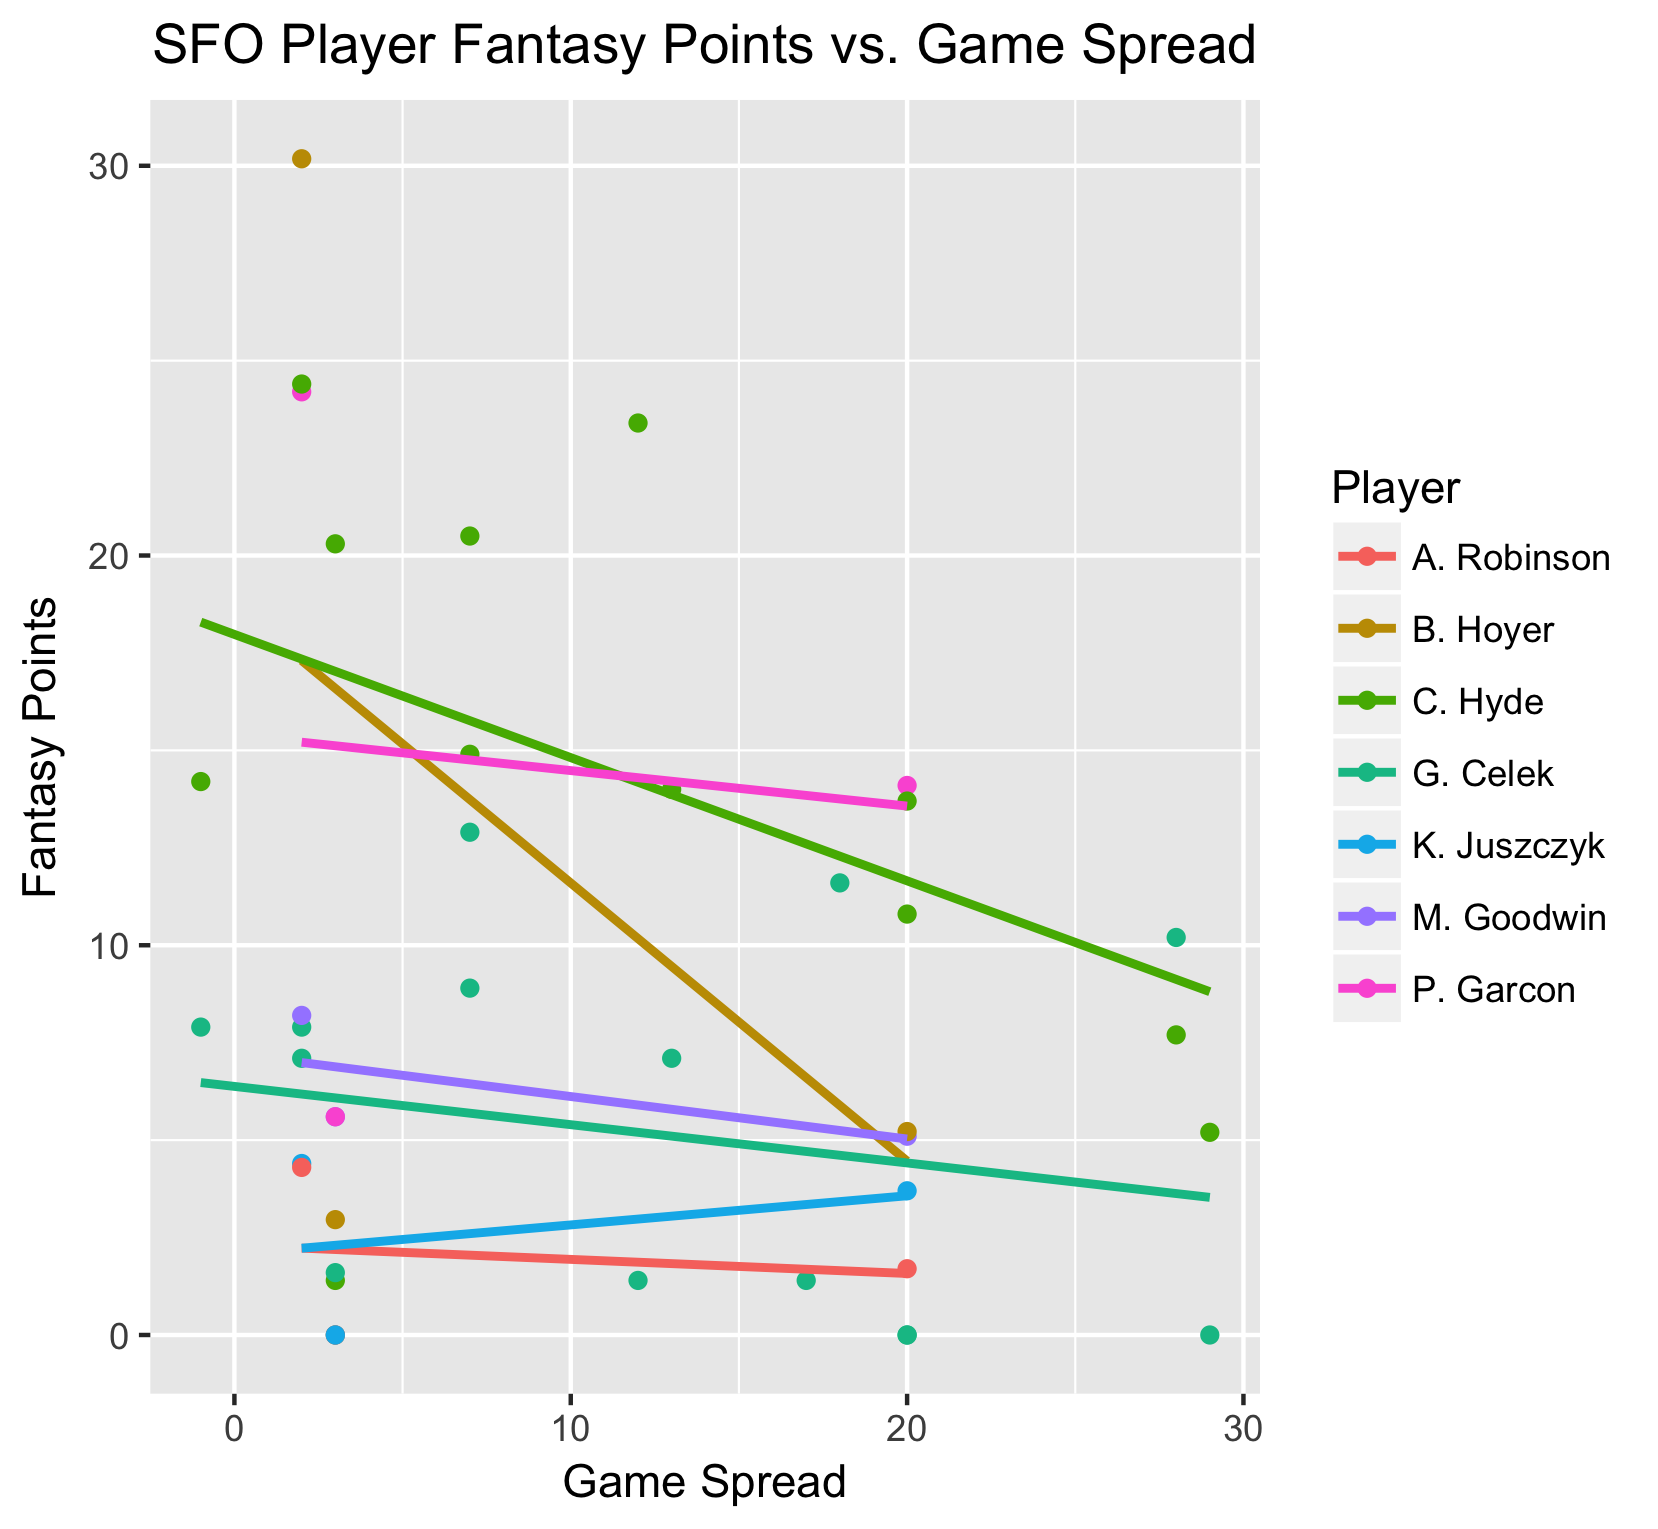 SFO Player Fantasy Points vs. Game Spread
30
20
10
0
Fantasy Points
0 10 20 30
Game Spread
Player
A. Robinson
B. Hoyer
C. Hyde
G. Celek
K. Juszczyk
M. Goodwin
P. Garcon